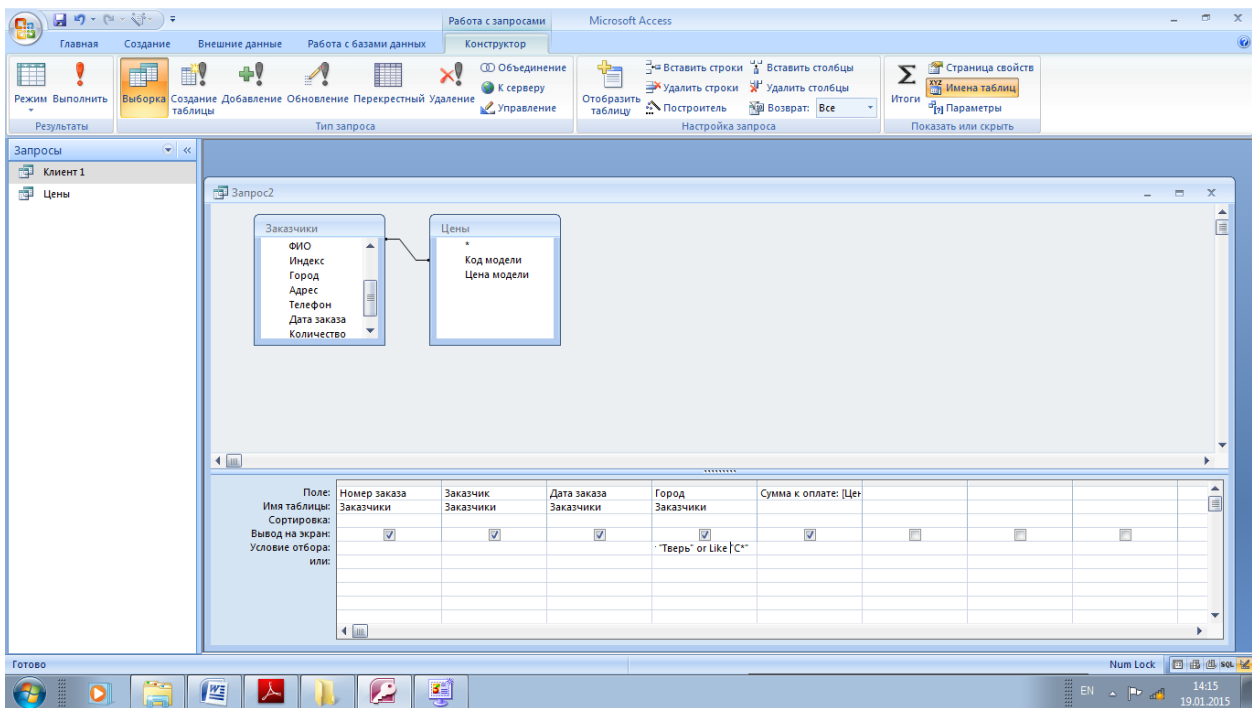 Работа с запросами Microsoft Access
Главная Создание Внешние данные Работа с базами данных Конструктор
Режим Выполнить Выборка Создание таблицы Добавление Обновление Перекрестный Удаление
Объединение
К серверу
Управление
Отобразить таблицу
Вставить строки Вставить столбцы
Удалить строки Удалить столбцы
Построитель Возврат: Все
Итоги
Страница свойств
XYZ Имена таблиц
Параметры
Результаты Тип запроса Настройка запроса Показать или скрыть
Запросы
Клиент 1
Цены
Запрос2
Заказчики
ФИО
Индекс
Город
Адрес
Телефон
Дата заказа
Количество
Цены
*
Код модели
Цена модели
Поле: Номер заказа Заказчик Дата заказа Город Сумма к оплате: [Цен
Имя таблицы: Заказчики Заказчики Заказчики Заказчики
Сортировка:
Вывод на экран:
Условие отбора: "Тверь" or Like "С*"
или:
Готово Num Lock SQL
EN 14:15
19.01.2015